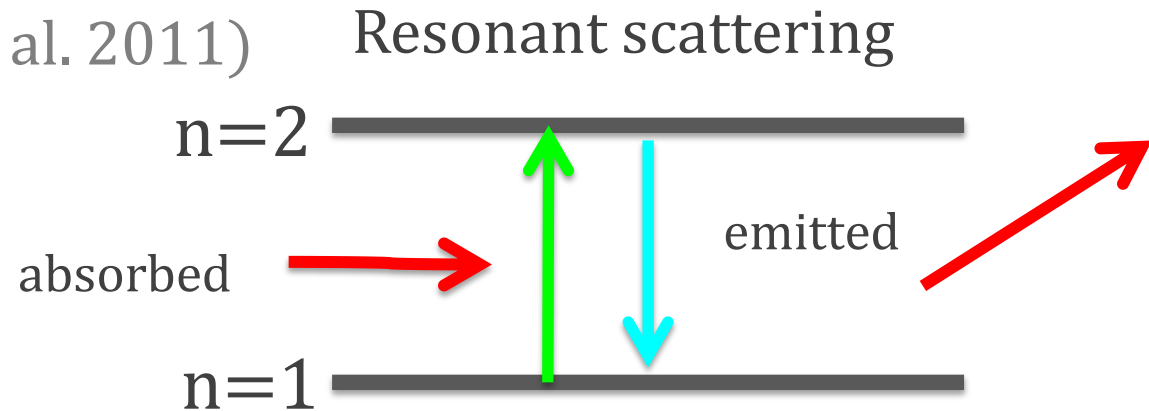 al. 2011)
Resonant scattering
n=2
emitted
absorbed
n=1